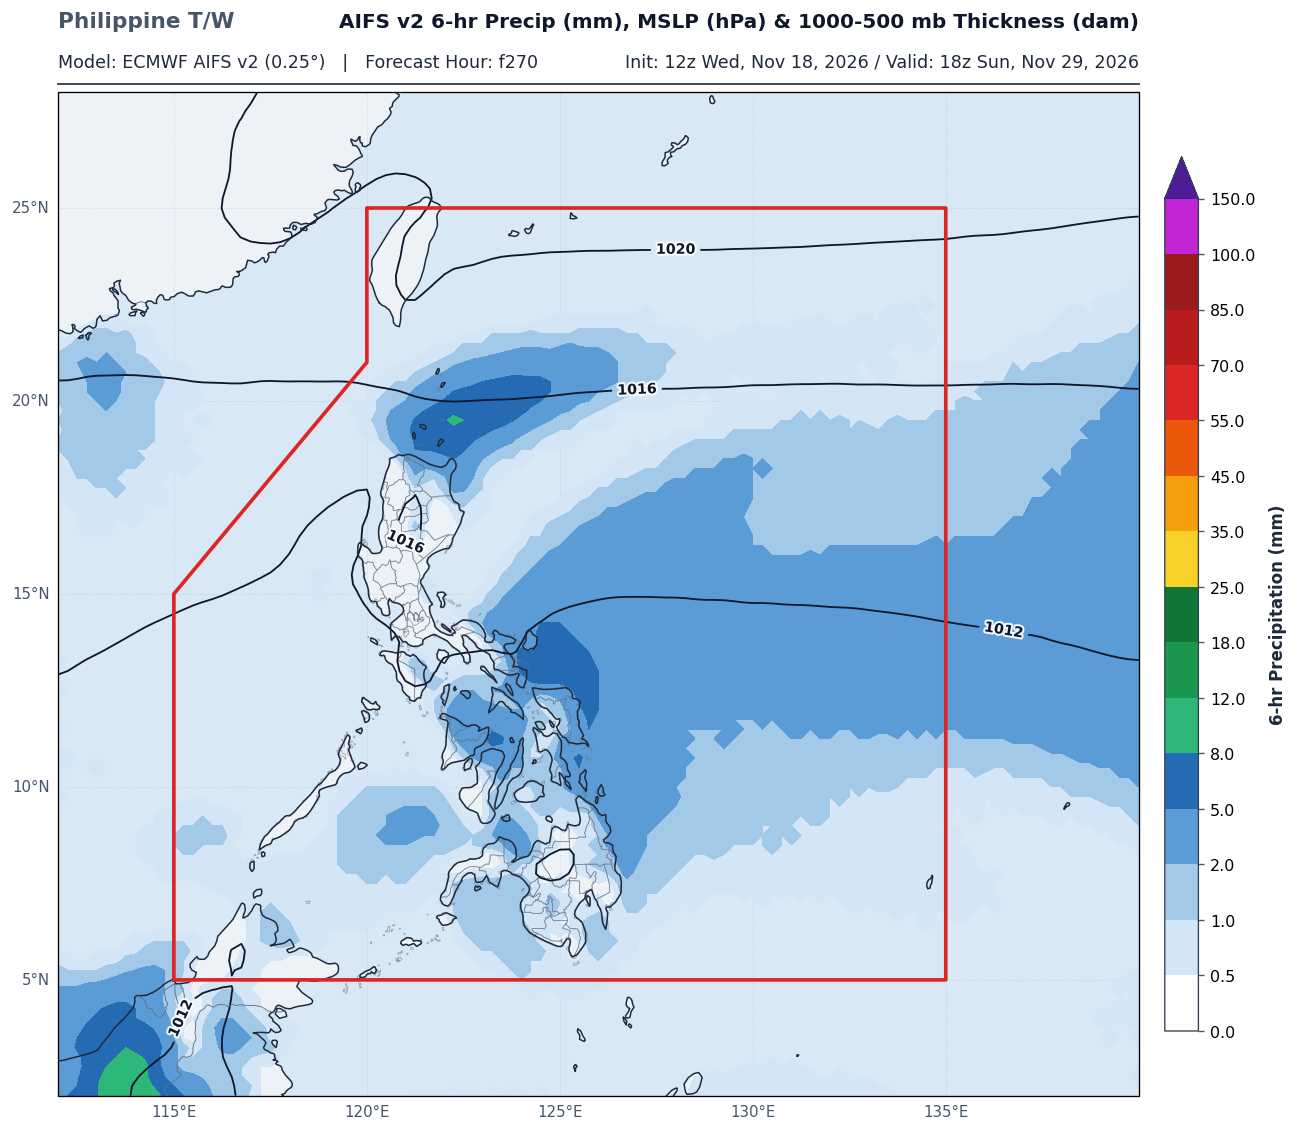 Philippine T/W
AIFS v2 6-hr Precip (mm), MSLP (hPa) & 1000-500 mb Thickness (dam)
Model: ECMWF AIFS v2 (0.25°) | Forecast Hour: f270
Init: 12z Wed, Nov 18, 2026 / Valid: 18z Sun, Nov 29, 2026
25°N
20°N
15°N
10°N
5°N
1020
1016
1016
1012
1012
115°E
120°E
125°E
130°E
135°E
150.0
100.0
85.0
70.0
55.0
45.0
35.0
25.0
18.0
12.0
8.0
5.0
2.0
1.0
0.5
0.0
6-hr Precipitation (mm)